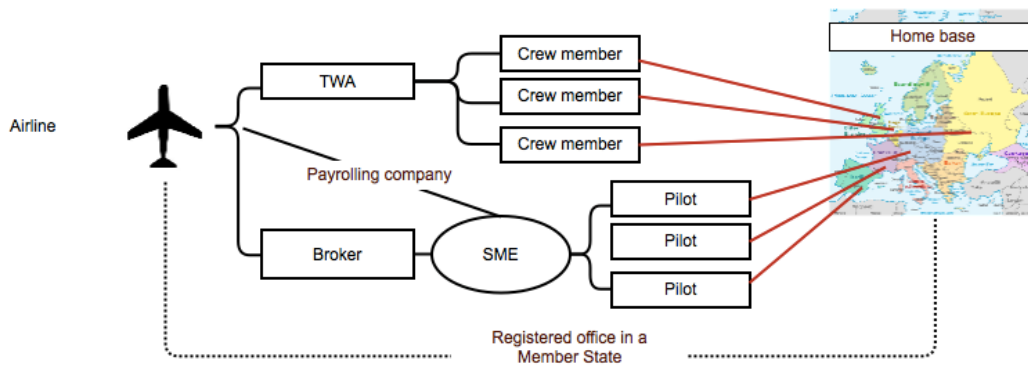 Home base
Crew member
TWA
Crew member
Airline
Crew member
Payrolling company
Pilot
Broker
SME
Pilot
Pilot
Registered office in a
Member State